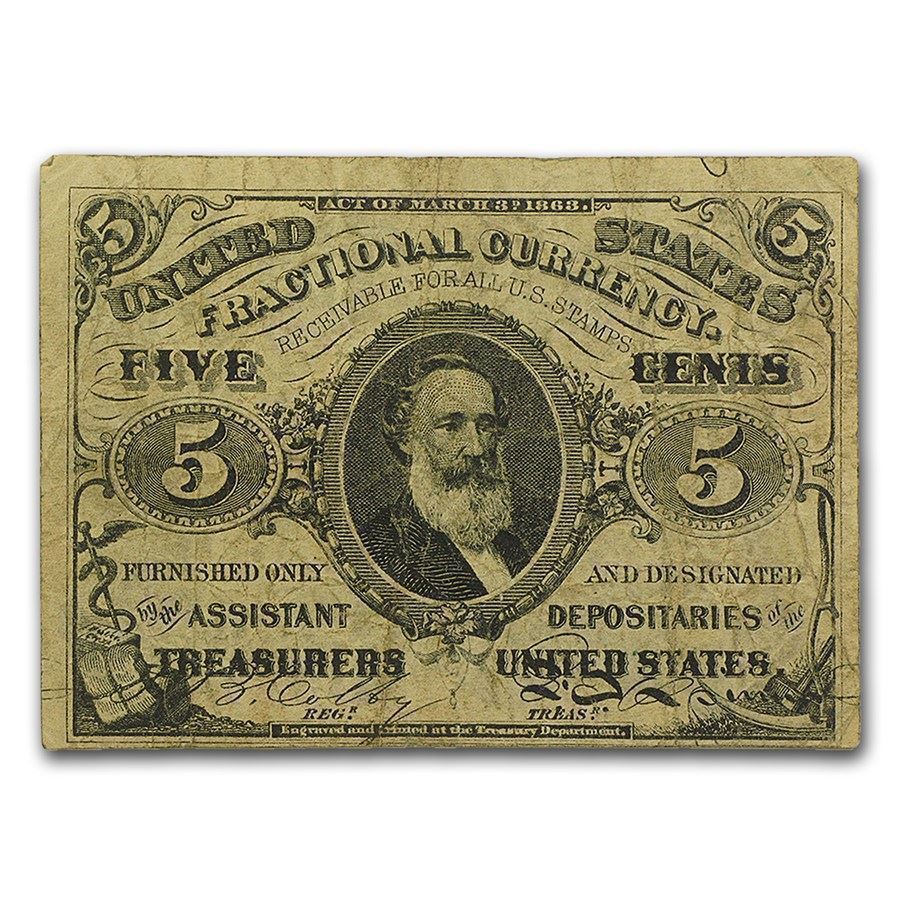 ACT OF MARCH 3D 1863.
5 UNITED STATES 5
FRACTIONAL CURRENCY.
RECEIVABLE FOR ALL U.S. STAMPS
FIVE CENTS
5 5
FURNISHED ONLY AND DESIGNATED
by the ASSISTANT DEPOSITARIES of the
TREASURERS UNITED STATES.
S. Colby
REGR. TREASR.
Engraved and printed at the Treasury Department.